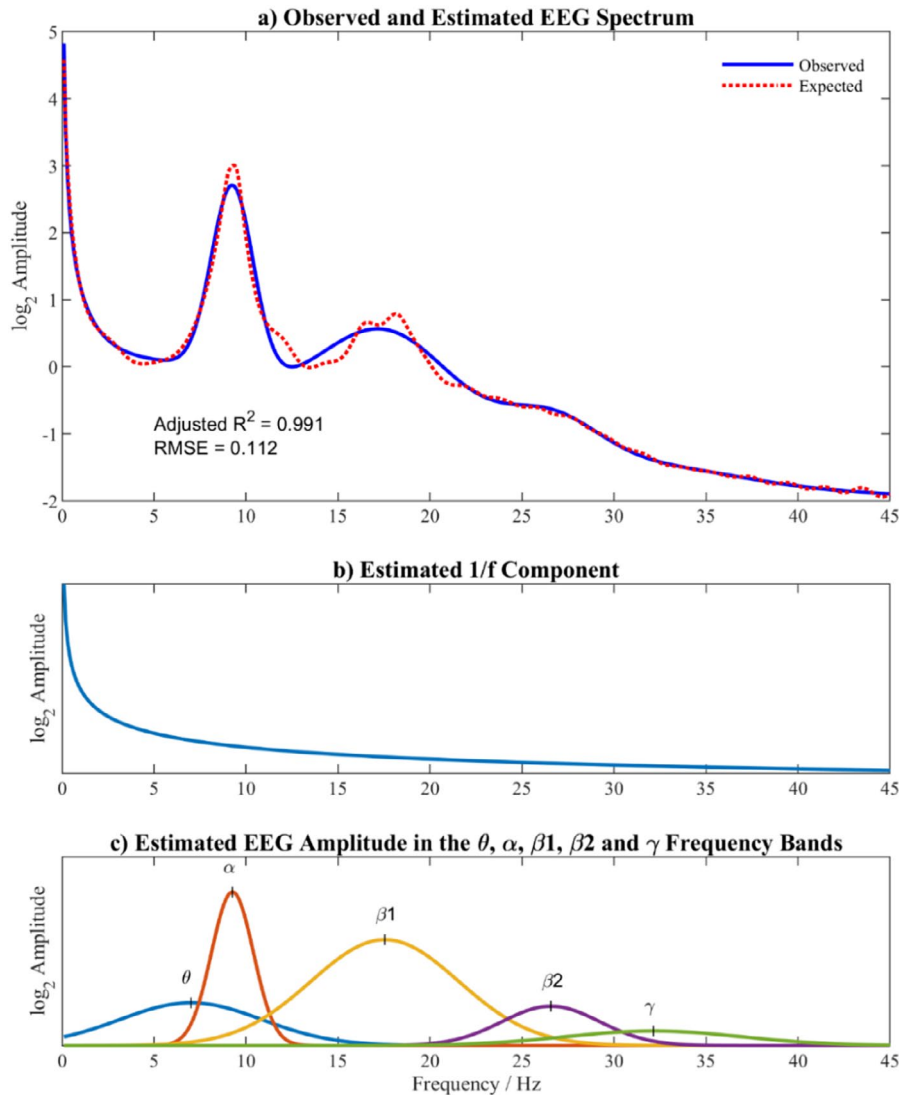 a) Observed and Estimated EEG Spectrum
5
4
3
2
1
0
-1
-2
log₂ Amplitude
Observed
Expected
Adjusted R² = 0.991
RMSE = 0.112
0 5 10 15 20 25 30 35 40 45
b) Estimated 1/f Component
log₂ Amplitude
0 5 10 15 20 25 30 35 40 45
c) Estimated EEG Amplitude in the θ, α, β1, β2 and γ Frequency Bands
log₂ Amplitude
α
β1
θ
β2
γ
0 5 10 15 20 25 30 35 40 45
Frequency / Hz